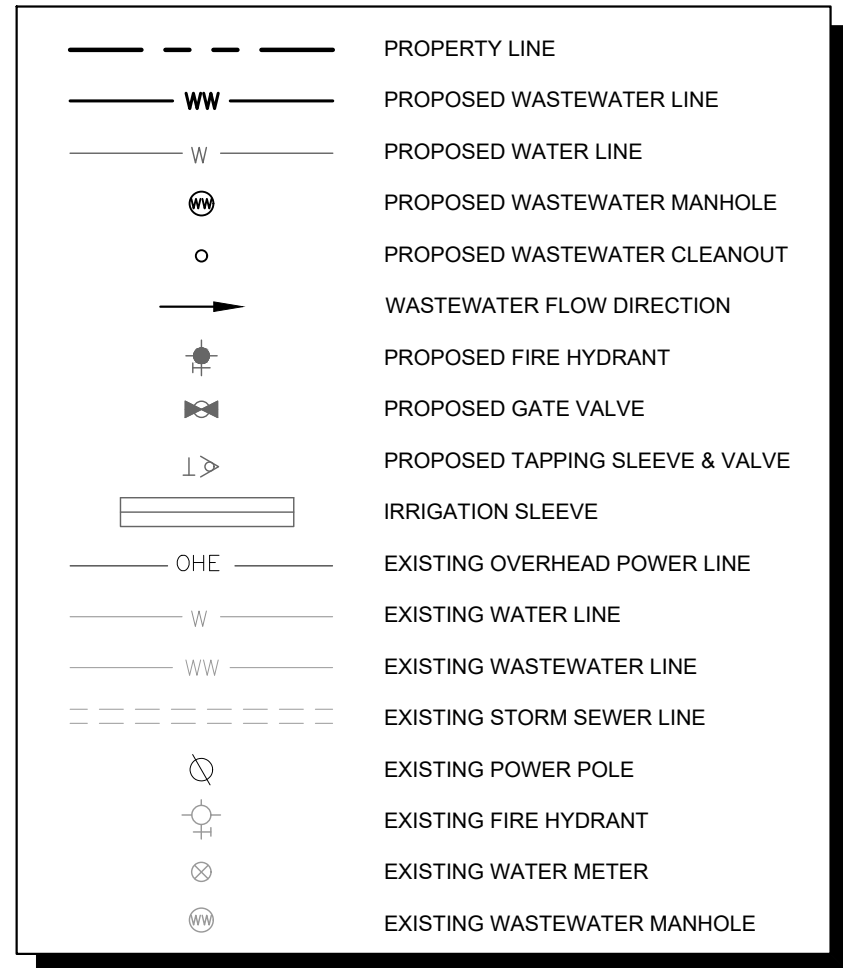 PROPERTY LINE
WW PROPOSED WASTEWATER LINE
W PROPOSED WATER LINE
WW PROPOSED WASTEWATER MANHOLE
PROPOSED WASTEWATER CLEANOUT
WASTEWATER FLOW DIRECTION
PROPOSED FIRE HYDRANT
PROPOSED GATE VALVE
PROPOSED TAPPING SLEEVE & VALVE
IRRIGATION SLEEVE
OHE EXISTING OVERHEAD POWER LINE
W EXISTING WATER LINE
WW EXISTING WASTEWATER LINE
EXISTING STORM SEWER LINE
EXISTING POWER POLE
EXISTING FIRE HYDRANT
EXISTING WATER METER
WW EXISTING WASTEWATER MANHOLE